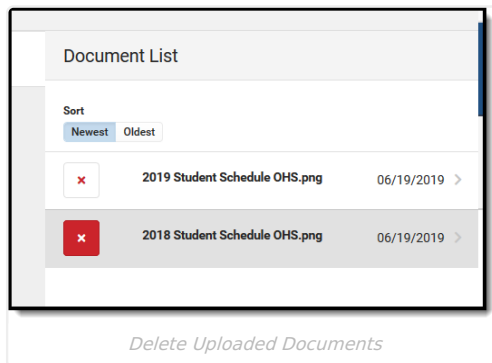 Document List
Sort
Newest Oldest
2019 Student Schedule OHS.png 06/19/2019
2018 Student Schedule OHS.png 06/19/2019
Delete Uploaded Documents